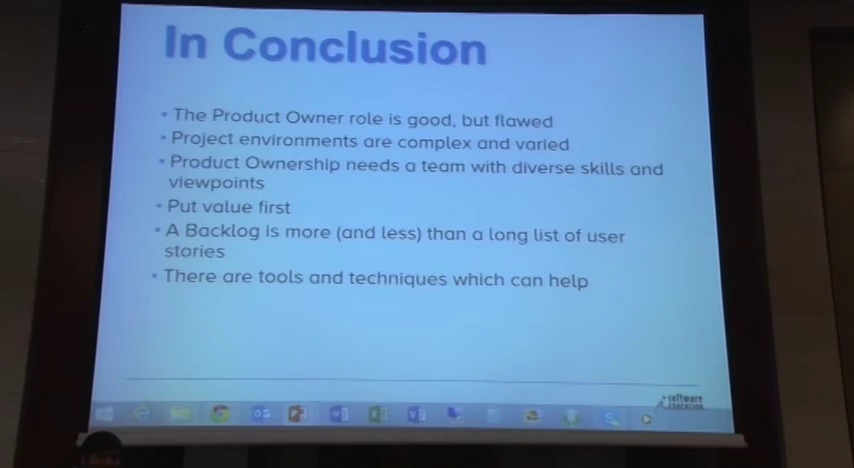 In Conclusion
• The Product Owner role is good, but flawed
• Project environments are complex and varied
• Product Ownership needs a team with diverse skills and
viewpoints
• Put value first
• A Backlog is more (and less) than a long list of user
stories
• There are tools and techniques which can help
software
education